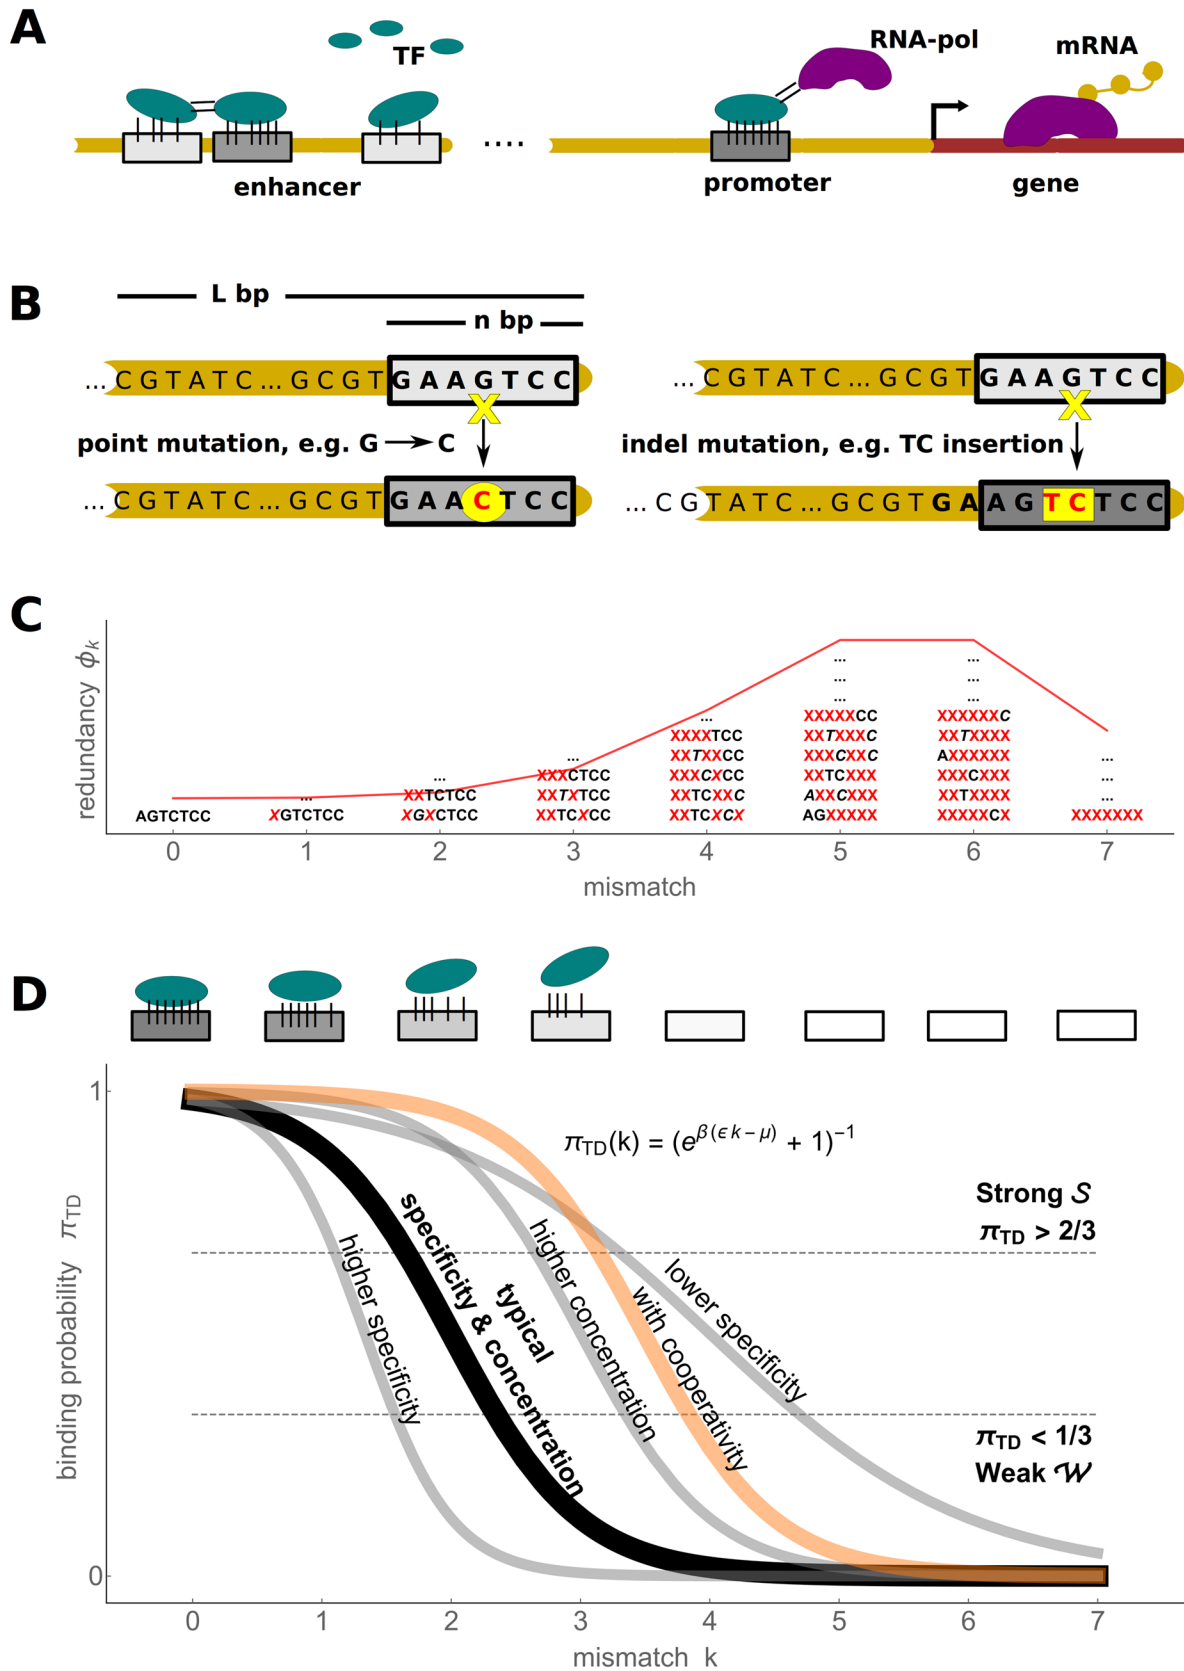 A
TF
RNA-pol
mRNA
....
enhancer
promoter
gene
B
L bp
n bp
... C G T A T C ... G C G T G A A G T C C
X
point mutation, e.g. G C
... C G T A T C ... G C G T G A A C T C C
... C G T A T C ... G C G T G A A G T C C
X
indel mutation, e.g. TC insertion
... C G T A T C ... G C G T G A A G T C T C C
C
redundancy ϕk
AGTCTCC
...
XGTCTCC
...
XXTCTCC
XGXCTCC
...
XXXCTCC
XXTXTCC
XXTCXCC
...
XXXXTCC
XXTXXCC
XXXCXCC
XXTCXXC
XXTCXCX
...
...
...
XXXXXCC
XXTXXXC
XXXCXXC
XXTCXXX
AXXCXXX
AGXXXXX
...
...
...
XXXXXXC
XXTXXXX
AXXXXXX
XXXCXXX
XXTXXXX
XXXXXCX
...
...
...
XXXXXXX
0 1 2 3 4 5 6 7
mismatch
D
binding probability πTD
1
0
πTD(k) = (e^β(ϵ k − μ) + 1)^−1
Strong S
πTD > 2/3
higher specificity
specificity & concentration
typical
higher concentration
with cooperativity
lower specificity
πTD < 1/3
Weak W
0 1 2 3 4 5 6 7
mismatch k